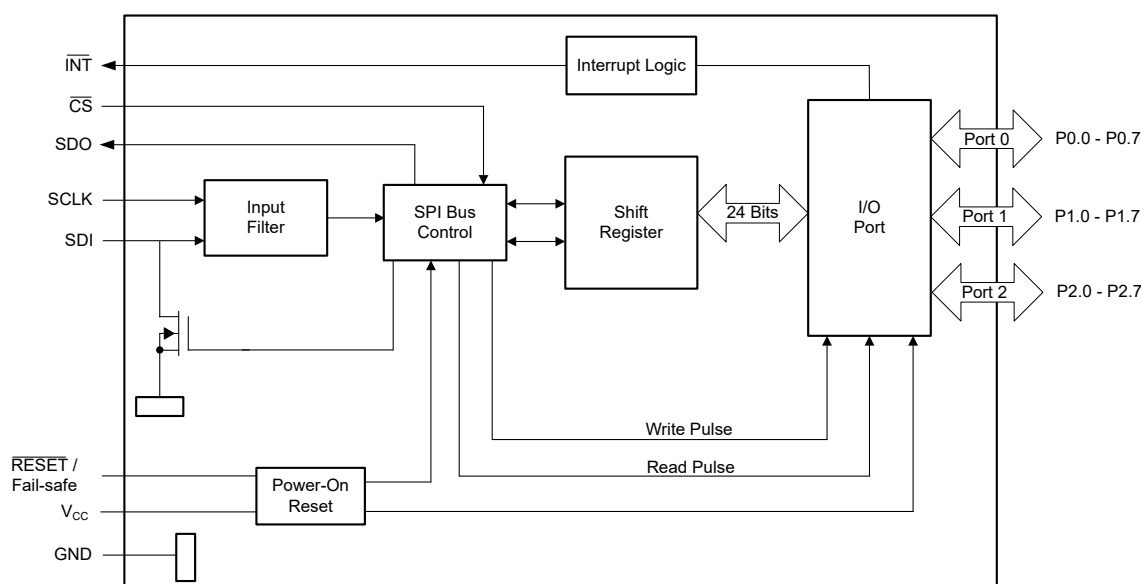 INT
Interrupt Logic
CS
SDO
SCLK
SDI
Input
Filter
SPI Bus
Control
Shift
Register
24 Bits
I/O
Port
Port 0
P0.0 - P0.7
Port 1
P1.0 - P1.7
Port 2
P2.0 - P2.7
Write Pulse
Read Pulse
RESET /
Fail-safe
VCC
Power-On
Reset
GND